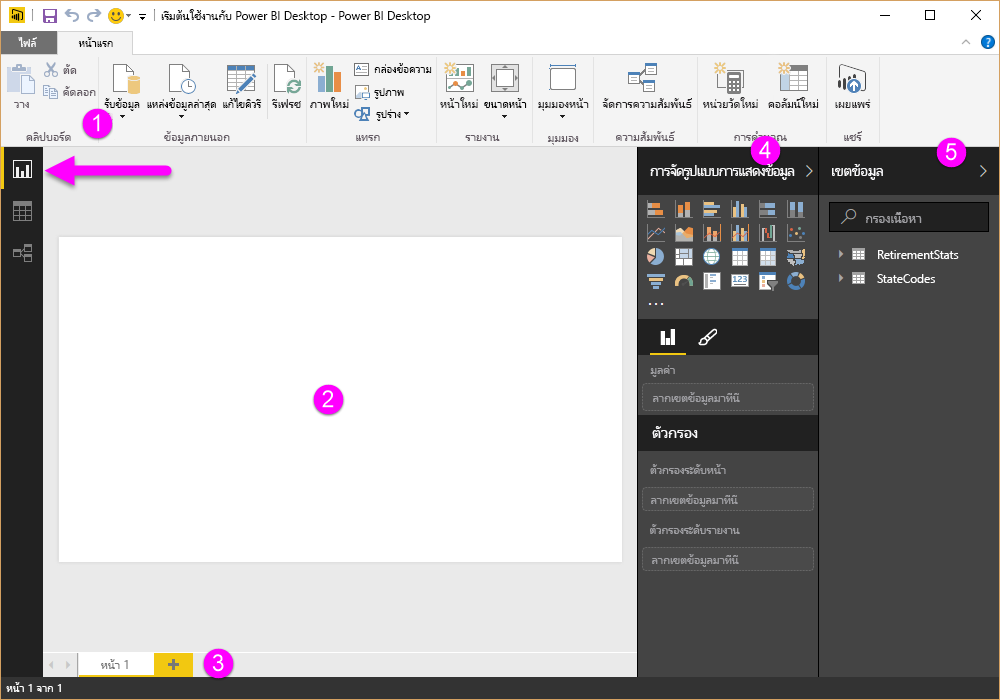 เริ่มต้นใช้งานกับ Power BI Desktop - Power BI Desktop
ไฟล์ หน้าแรก
วาง
ตัด
คัดลอก
คลิปบอร์ด
1
รับข้อมูล
แหล่งข้อมูลล่าสุด
แก้ไขคิวรี
รีเฟรช
ข้อมูลภายนอก
ภาพใหม่
กล่องข้อความ
รูปภาพ
รูปร่าง
แทรก
หน้าใหม่
ขนาดหน้า
รายงาน
มุมมองหน้า
มุมมอง
จัดการความสัมพันธ์
ความสัมพันธ์
หน่วยวัดใหม่
คอลัมน์ใหม่
การคำนวณ
เผยแพร่
แชร์
2
หน้า 1
3
หน้า 1 จาก 1
4
การจัดรูปแบบการแสดงข้อมูล
123
มูลค่า
ลากเขตข้อมูลมาที่นี่
ตัวกรอง
ตัวกรองระดับหน้า
ลากเขตข้อมูลมาที่นี่
ตัวกรองระดับรายงาน
ลากเขตข้อมูลมาที่นี่
5
เขตข้อมูล
กรองเนื้อหา
RetirementStats
StateCodes